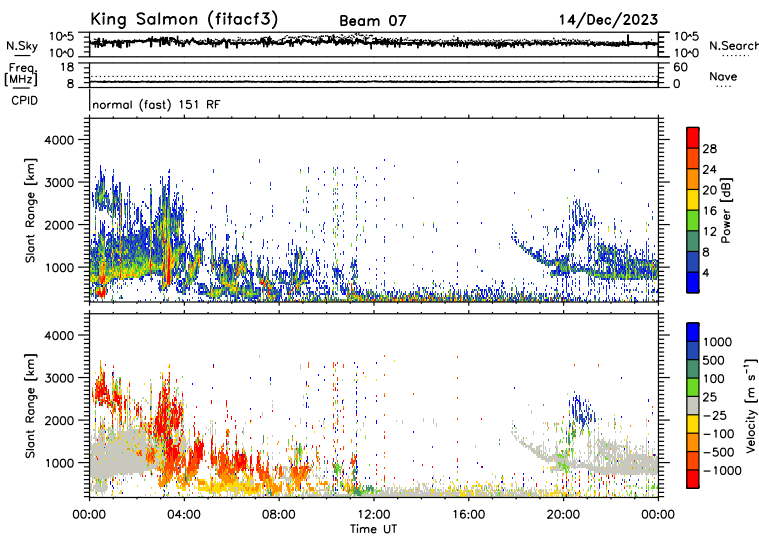 King Salmon (fitacf3) Beam 07 14/Dec/2023
N.Sky 10^5 10^0 10^5 10^0 N.Search
Freq. [MHz] 18 8 60 0 Nave
CPID normal (fast) 151 RF
Slant Range [km] 4000 3000 2000 1000
Power [dB] 28 24 20 16 12 8 4
Slant Range [km] 4000 3000 2000 1000
Velocity [m s⁻¹] 1000 500 100 25 −25 −100 −500 −1000
00:00 04:00 08:00 12:00 16:00 20:00 00:00
Time UT